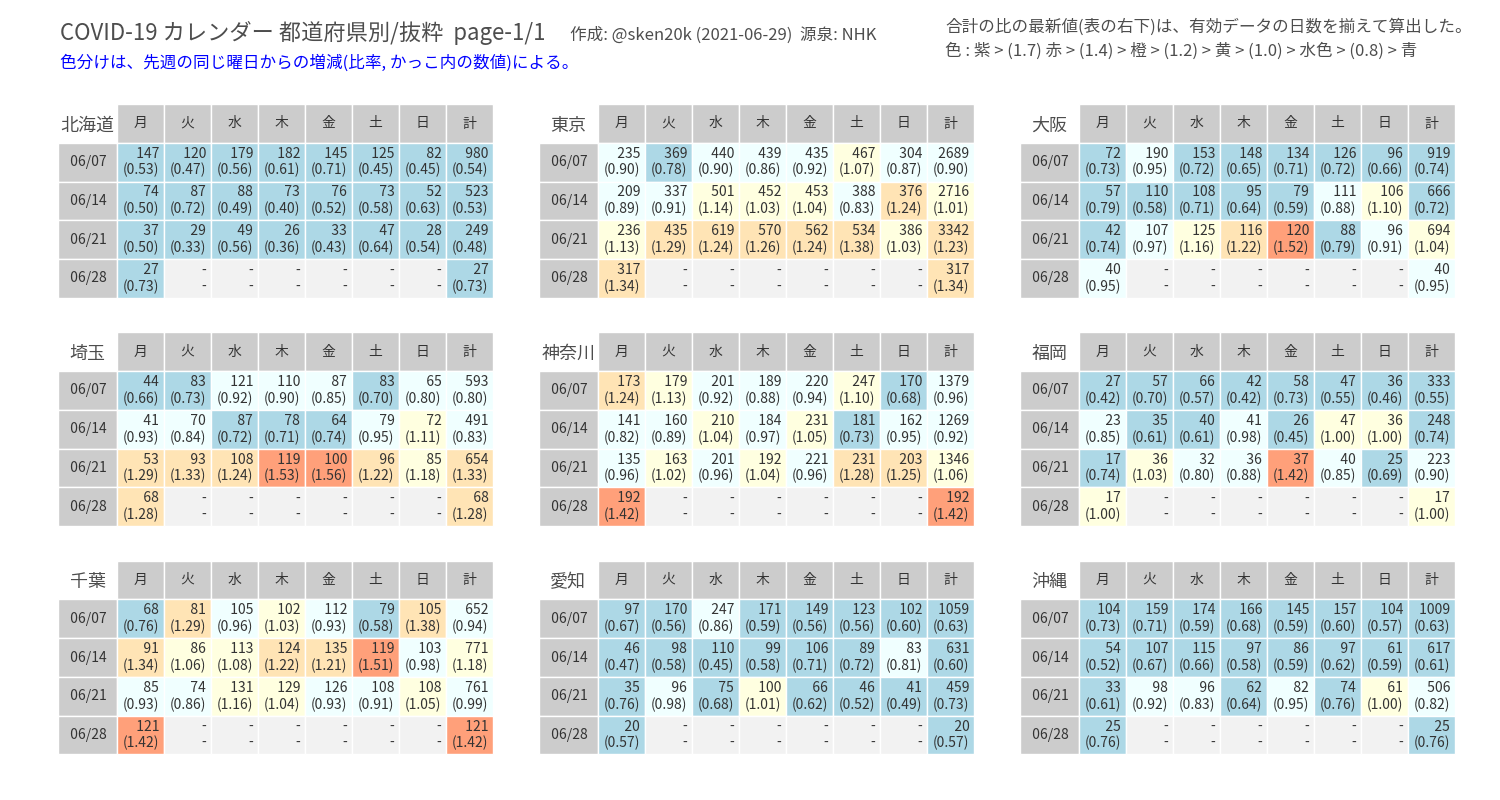 COVID-19 カレンダー 都道府県別/抜粋 page-1/1 作成: @sken20k (2021-06-29) 源泉: NHK
色分けは、先週の同じ曜日からの増減(比率, かっこ内の数値)による。
合計の比の最新値(表の右下)は、有効データの日数を揃えて算出した。
色 : 紫 > (1.7) 赤 > (1.4) > 橙 > (1.2) > 黄 > (1.0) > 水色 > (0.8) > 青
北海道 月 火 水 木 金 土 日 計
06/07 147 120 179 182 145 125 82 980
(0.53) (0.47) (0.56) (0.61) (0.71) (0.45) (0.45) (0.54)
06/14 74 87 88 73 76 73 52 523
(0.50) (0.72) (0.49) (0.40) (0.52) (0.58) (0.63) (0.53)
06/21 37 29 49 26 33 47 28 249
(0.50) (0.33) (0.56) (0.36) (0.43) (0.64) (0.54) (0.48)
06/28 27 - - - - - - 27
(0.73) - - - - - - (0.73)
東京 月 火 水 木 金 土 日 計
06/07 235 369 440 439 435 467 304 2689
(0.90) (0.78) (0.90) (0.86) (0.92) (1.07) (0.87) (0.90)
06/14 209 337 501 452 453 388 376 2716
(0.89) (0.91) (1.14) (1.03) (1.04) (0.83) (1.24) (1.01)
06/21 236 435 619 570 562 534 386 3342
(1.13) (1.29) (1.24) (1.26) (1.24) (1.38) (1.03) (1.23)
06/28 317 - - - - - - 317
(1.34) - - - - - - (1.34)
大阪 月 火 水 木 金 土 日 計
06/07 72 190 153 148 134 126 96 919
(0.73) (0.95) (0.72) (0.65) (0.71) (0.72) (0.66) (0.74)
06/14 57 110 108 95 79 111 106 666
(0.79) (0.58) (0.71) (0.64) (0.59) (0.88) (1.10) (0.72)
06/21 42 107 125 116 120 88 96 694
(0.74) (0.97) (1.16) (1.22) (1.52) (0.79) (0.91) (1.04)
06/28 40 - - - - - - 40
(0.95) - - - - - - (0.95)
埼玉 月 火 水 木 金 土 日 計
06/07 44 83 121 110 87 83 65 593
(0.66) (0.73) (0.92) (0.90) (0.85) (0.70) (0.80) (0.80)
06/14 41 70 87 78 64 79 72 491
(0.93) (0.84) (0.72) (0.71) (0.74) (0.95) (1.11) (0.83)
06/21 53 93 108 119 100 96 85 654
(1.29) (1.33) (1.24) (1.53) (1.56) (1.22) (1.18) (1.33)
06/28 68 - - - - - - 68
(1.28) - - - - - - (1.28)
神奈川 月 火 水 木 金 土 日 計
06/07 173 179 201 189 220 247 170 1379
(1.24) (1.13) (0.92) (0.88) (0.94) (1.10) (0.68) (0.96)
06/14 141 160 210 184 231 181 162 1269
(0.82) (0.89) (1.04) (0.97) (1.05) (0.73) (0.95) (0.92)
06/21 135 163 201 192 221 231 203 1346
(0.96) (1.02) (0.96) (1.04) (0.96) (1.28) (1.25) (1.06)
06/28 192 - - - - - - 192
(1.42) - - - - - - (1.42)
福岡 月 火 水 木 金 土 日 計
06/07 27 57 66 42 58 47 36 333
(0.42) (0.70) (0.57) (0.42) (0.73) (0.55) (0.46) (0.55)
06/14 23 35 40 41 26 47 36 248
(0.85) (0.61) (0.61) (0.98) (0.45) (1.00) (1.00) (0.74)
06/21 17 36 32 36 37 40 25 223
(0.74) (1.03) (0.80) (0.88) (1.42) (0.85) (0.69) (0.90)
06/28 17 - - - - - - 17
(1.00) - - - - - - (1.00)
千葉 月 火 水 木 金 土 日 計
06/07 68 81 105 102 112 79 105 652
(0.76) (1.29) (0.96) (1.03) (0.93) (0.58) (1.38) (0.94)
06/14 91 86 113 124 135 119 103 771
(1.34) (1.06) (1.08) (1.22) (1.21) (1.51) (0.98) (1.18)
06/21 85 74 131 129 126 108 108 761
(0.93) (0.86) (1.16) (1.04) (0.93) (0.91) (1.05) (0.99)
06/28 121 - - - - - - 121
(1.42) - - - - - - (1.42)
愛知 月 火 水 木 金 土 日 計
06/07 97 170 247 171 149 123 102 1059
(0.67) (0.56) (0.86) (0.59) (0.56) (0.56) (0.60) (0.63)
06/14 46 98 110 99 106 89 83 631
(0.47) (0.58) (0.45) (0.58) (0.71) (0.72) (0.81) (0.60)
06/21 35 96 75 100 66 46 41 459
(0.76) (0.98) (0.68) (1.01) (0.62) (0.52) (0.49) (0.73)
06/28 20 - - - - - - 20
(0.57) - - - - - - (0.57)
沖縄 月 火 水 木 金 土 日 計
06/07 104 159 174 166 145 157 104 1009
(0.73) (0.71) (0.59) (0.68) (0.59) (0.60) (0.57) (0.63)
06/14 54 107 115 97 86 97 61 617
(0.52) (0.67) (0.66) (0.58) (0.59) (0.62) (0.59) (0.61)
06/21 33 98 96 62 82 74 61 506
(0.61) (0.92) (0.83) (0.64) (0.95) (0.76) (1.00) (0.82)
06/28 25 - - - - - - 25
(0.76) - - - - - - (0.76)